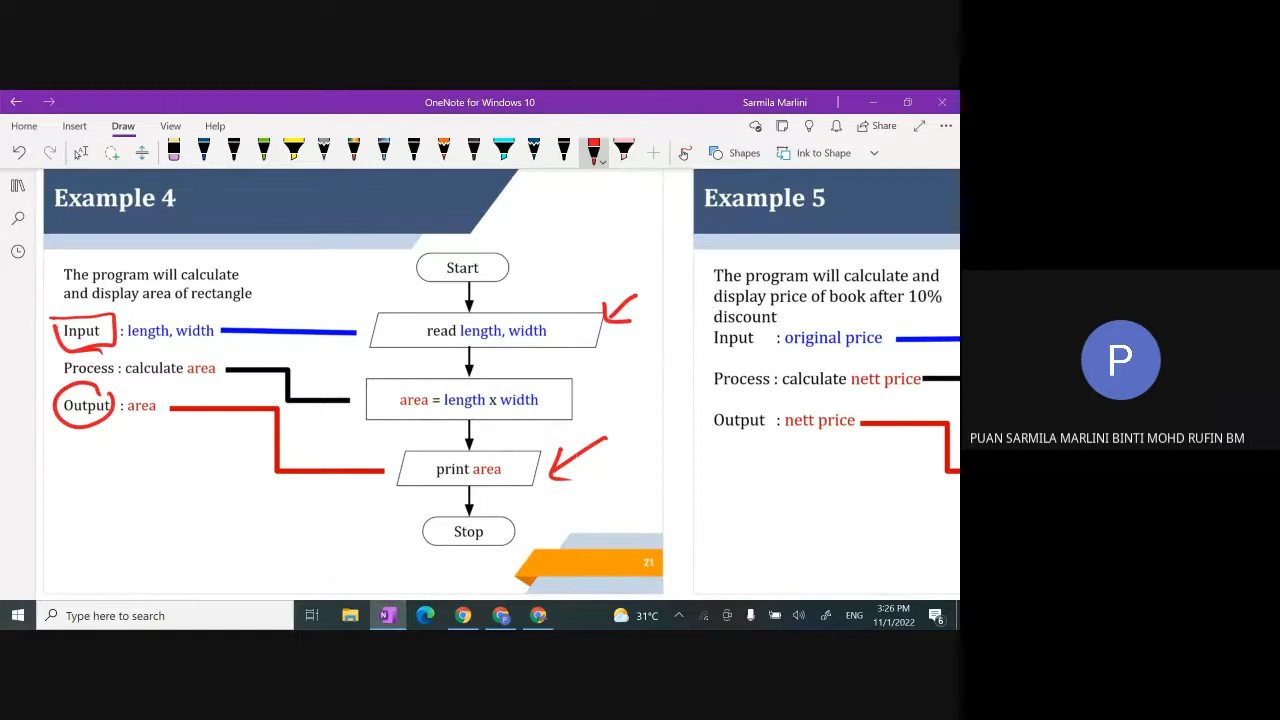 OneNote for Windows 10
Sarmila Marlini
Home Insert Draw View Help
Share
Shapes
Ink to Shape
Example 4
The program will calculate
and display area of rectangle
Input : length, width
Process : calculate area
Output : area
Start
read length, width
area = length x width
print area
Stop
21
Example 5
The program will calculate and
display price of book after 10%
discount
Input : original price
Process : calculate nett price
Output : nett price
P
PUAN SARMILA MARLINI BINTI MOHD RUFIN BM
Type here to search
31°C
ENG
3:26 PM
11/1/2022
6